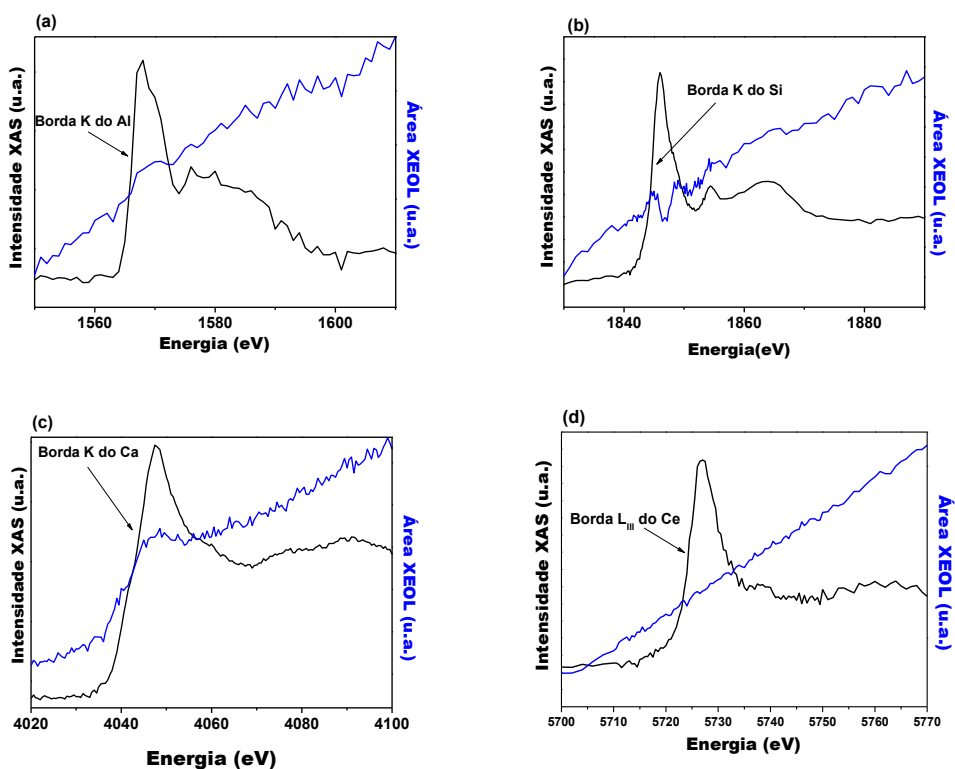 (a)
Intensidade XAS (u.a.)
Borda K do Al
Área XEOL (u.a.)
1560 1580 1600
Energia (eV)
(b)
Intensidade XAS (u.a.)
Borda K do Si
Área XEOL (u.a.)
1840 1860 1880
Energia(eV)
(c)
Intensidade XAS (u.a.)
Borda K do Ca
Área XEOL (u.a.)
4020 4040 4060 4080 4100
Energia (eV)
(d)
Intensidade XAS (u.a.)
Borda L_III do Ce
Área XEOL (u.a.)
5700 5710 5720 5730 5740 5750 5760 5770
Energia (eV)